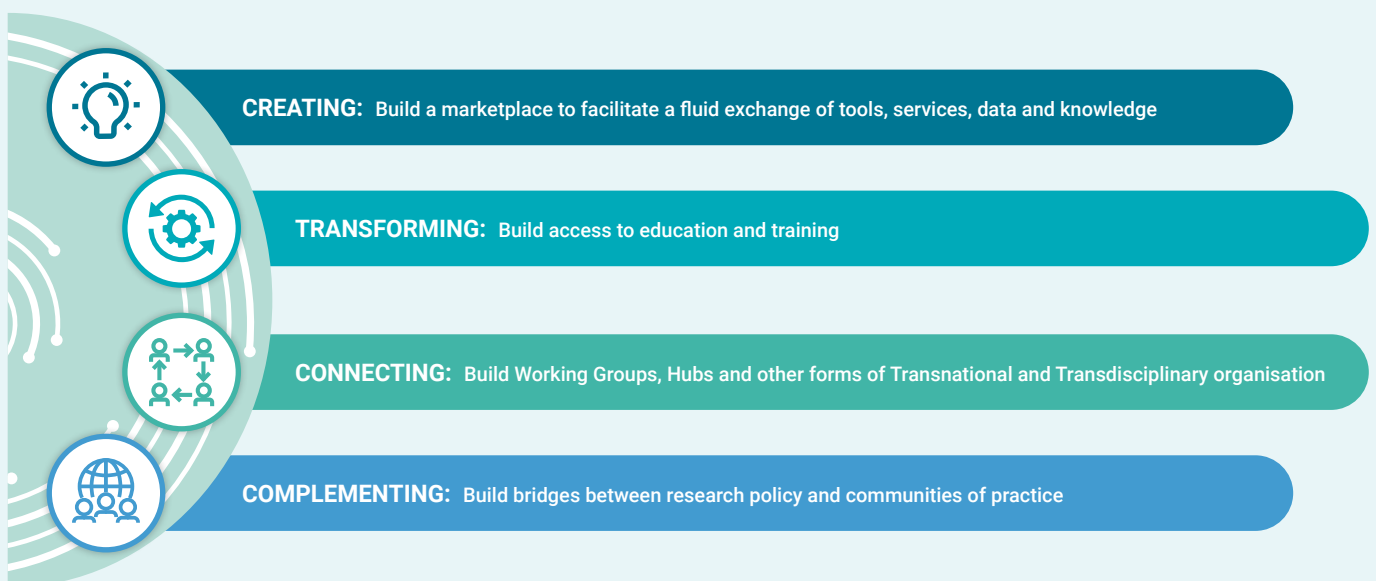 CREATING: Build a marketplace to facilitate a fluid exchange of tools, services, data and knowledge
TRANSFORMING: Build access to education and training
CONNECTING: Build Working Groups, Hubs and other forms of Transnational and Transdisciplinary organisation
COMPLEMENTING: Build bridges between research policy and communities of practice